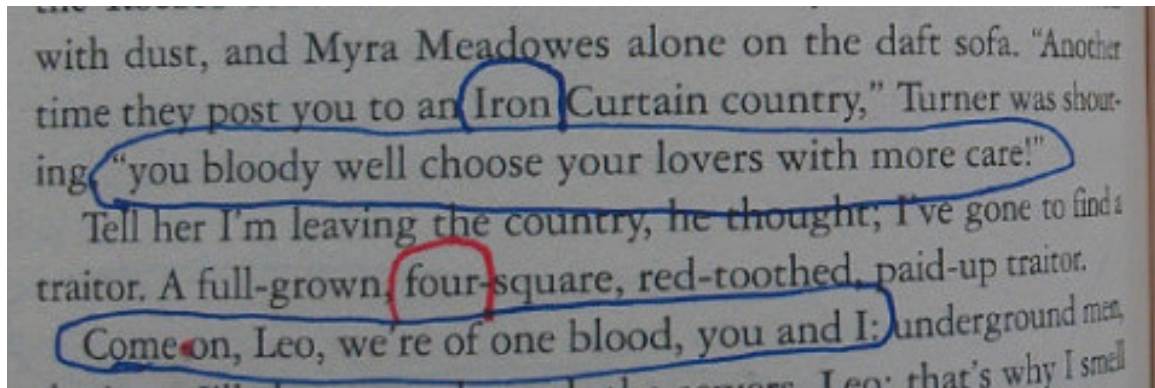 with dust, and Myra Meadowes alone on the daft sofa. “Another
time they post you to an Iron Curtain country,” Turner was shout-
ing, “you bloody well choose your lovers with more care!”
Tell her I’m leaving the country, he thought; I’ve gone to find a
traitor. A full-grown, four-square, red-toothed, paid-up traitor.
Come on, Leo, we’re of one blood, you and I: underground men,
Leo: that’s why I smell